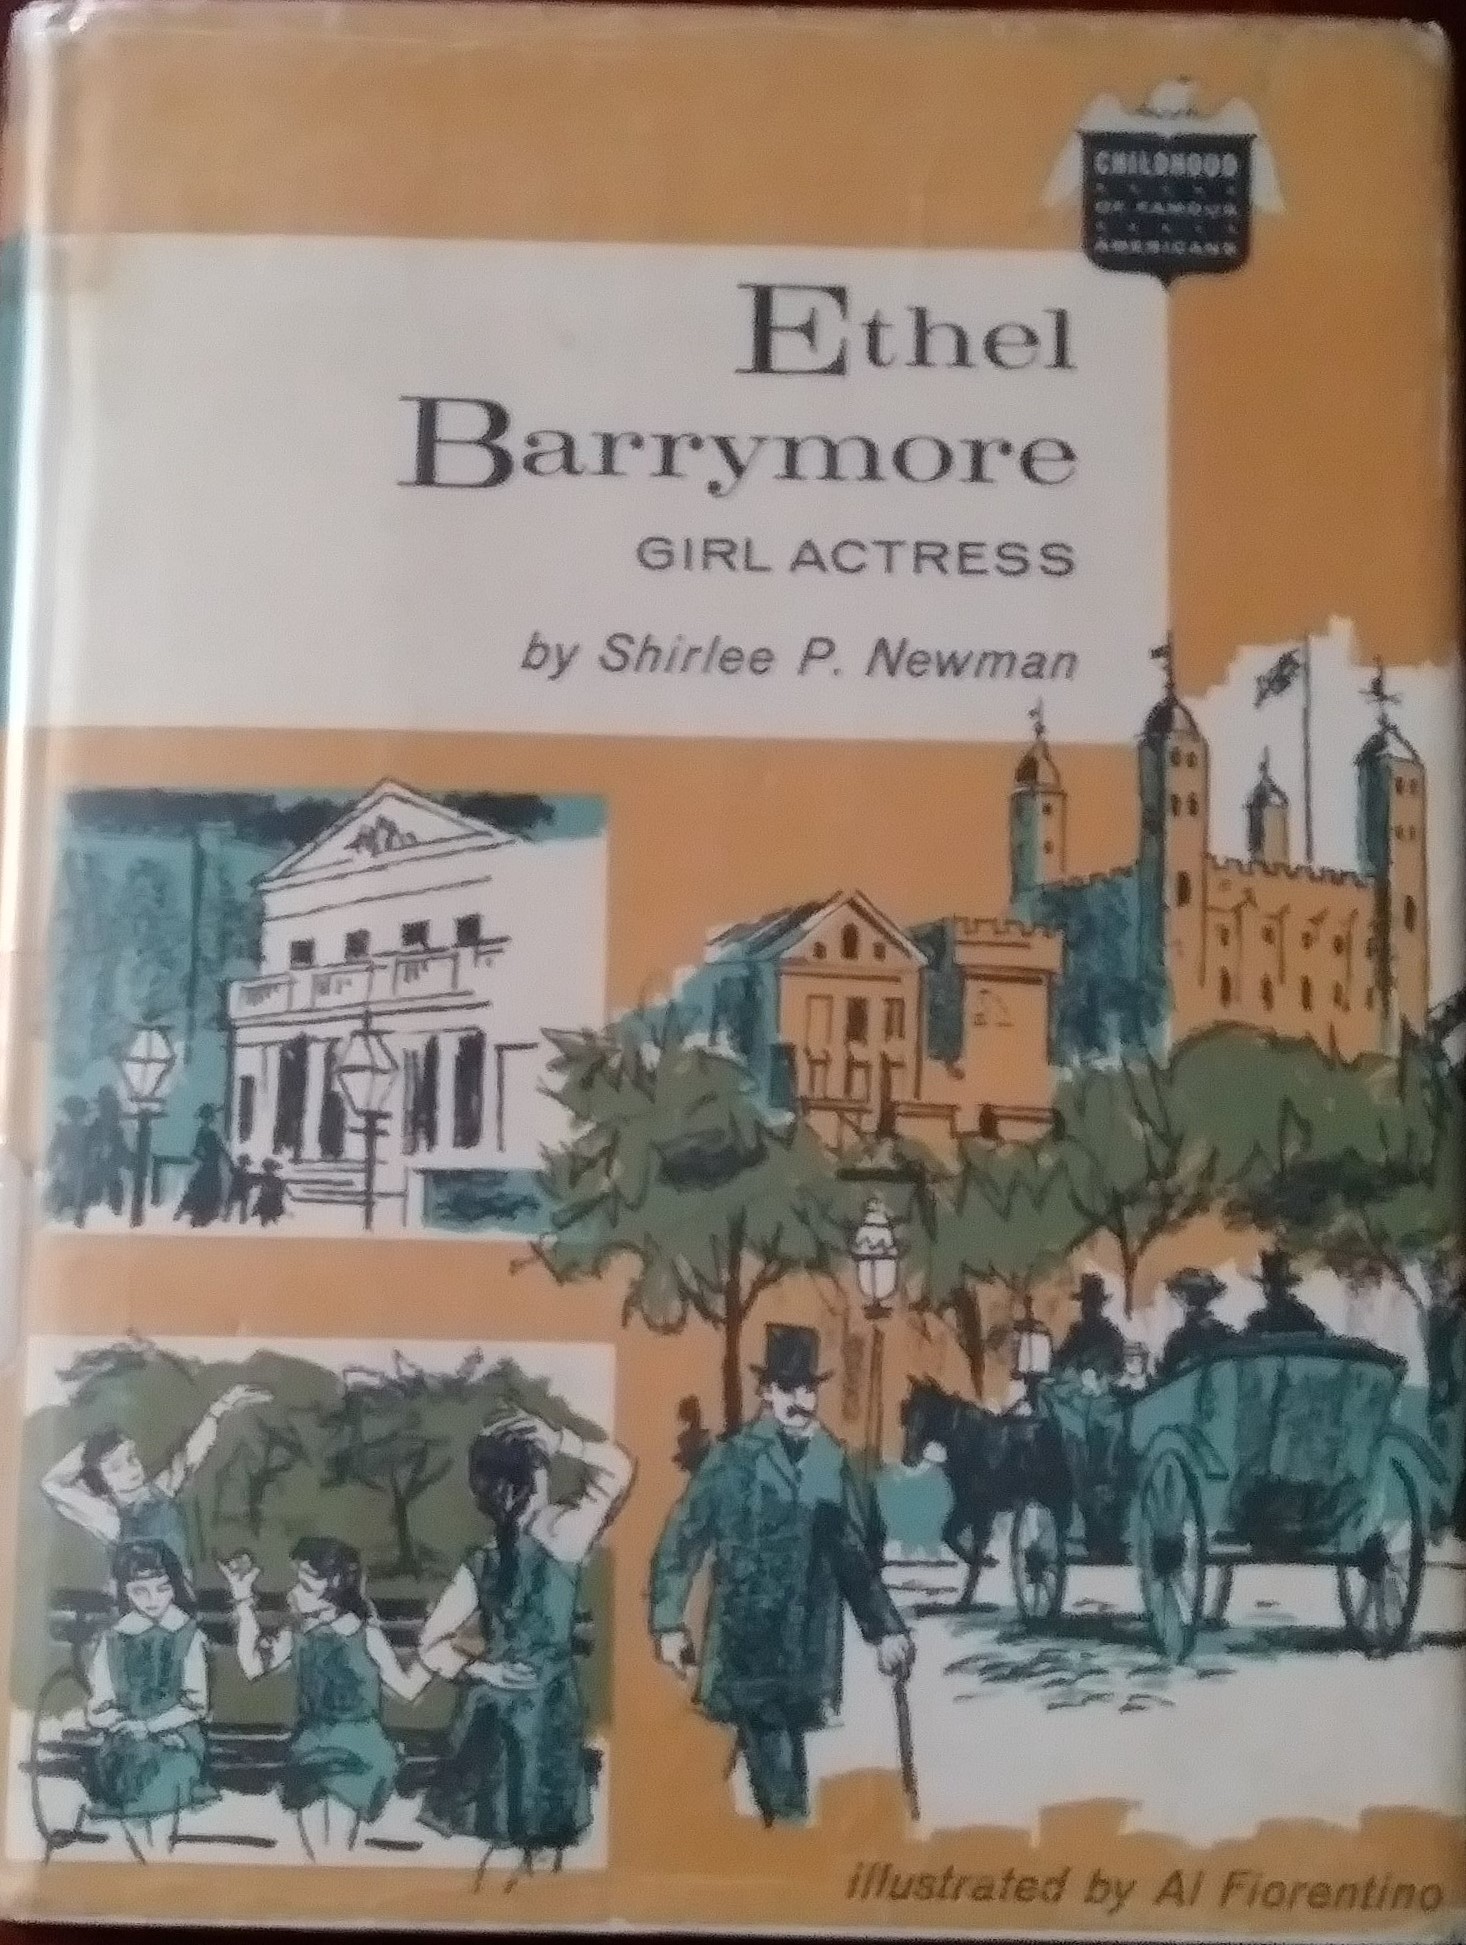 CHILDHOOD
OF FAMOUS
AMERICANS
Ethel
Barrymore
GIRL ACTRESS
by Shirlee P. Newman
illustrated by Al Fiorentino